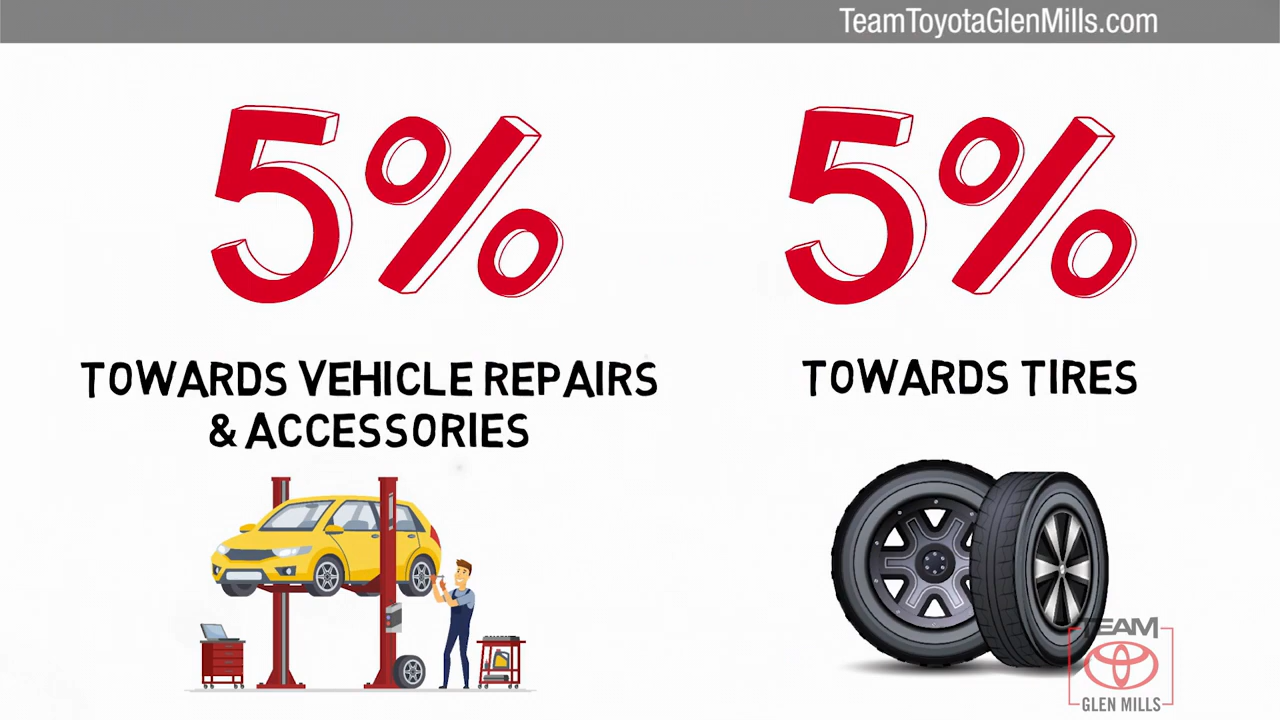 TeamToyotaGlenMills.com
5%
TOWARDS VEHICLE REPAIRS
& ACCESSORIES
5%
TOWARDS TIRES
TEAM
GLEN MILLS